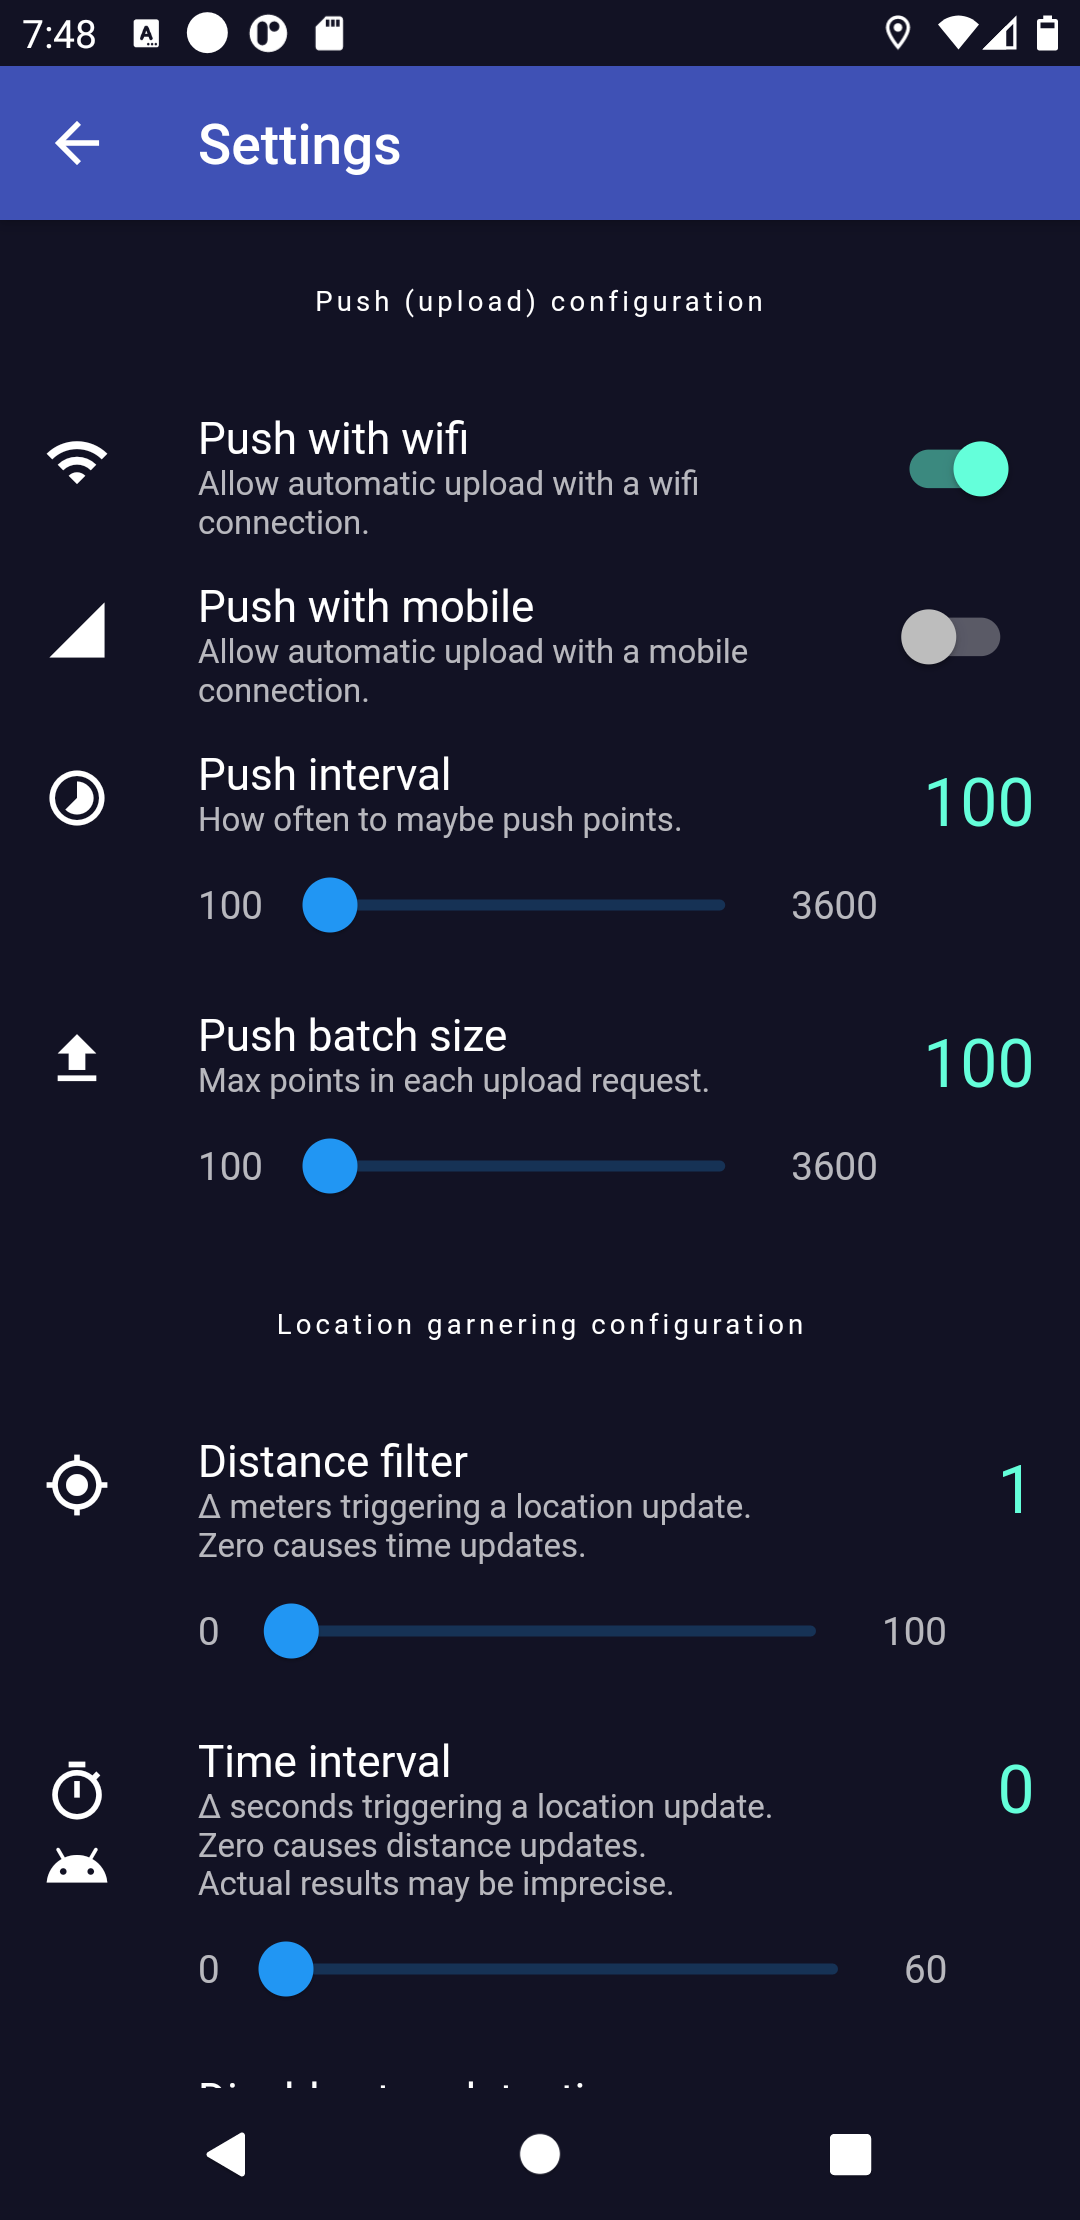 7:48
Settings
Push (upload) configuration
Push with wifi
Allow automatic upload with a wifi
connection.
Push with mobile
Allow automatic upload with a mobile
connection.
Push interval
How often to maybe push points.
100
100
3600
Push batch size
Max points in each upload request.
100
100
3600
Location garnering configuration
Distance filter
Δ meters triggering a location update.
Zero causes time updates.
1
0
100
Time interval
Δ seconds triggering a location update.
Zero causes distance updates.
Actual results may be imprecise.
0
0
60